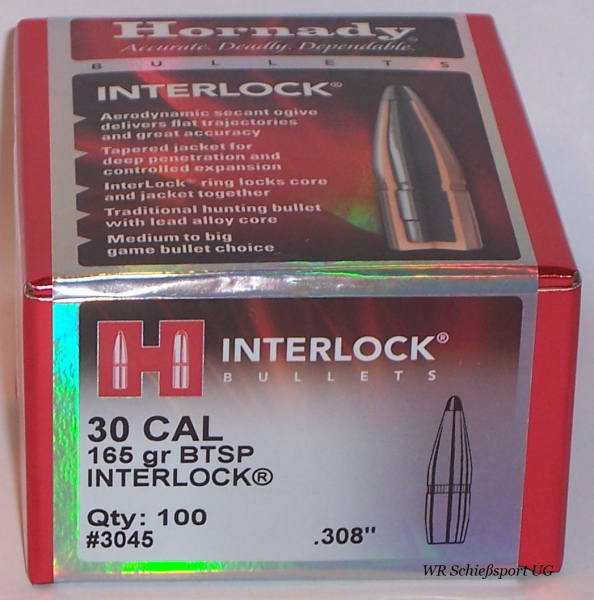 Hornady®
Accurate. Deadly. Dependable.
BULLETS
INTERLOCK®
Aerodynamic secant ogive
delivers flat trajectories
and great accuracy
Tapered jacket for
deep penetration and
controlled expansion
InterLock® ring locks core
and jacket together
Traditional hunting bullet
with lead alloy core
Medium to big
game bullet choice
H
INTERLOCK®
BULLETS
30 CAL
165 gr BTSP
INTERLOCK®
Qty: 100
#3045
.308"
WR Schießsport UG